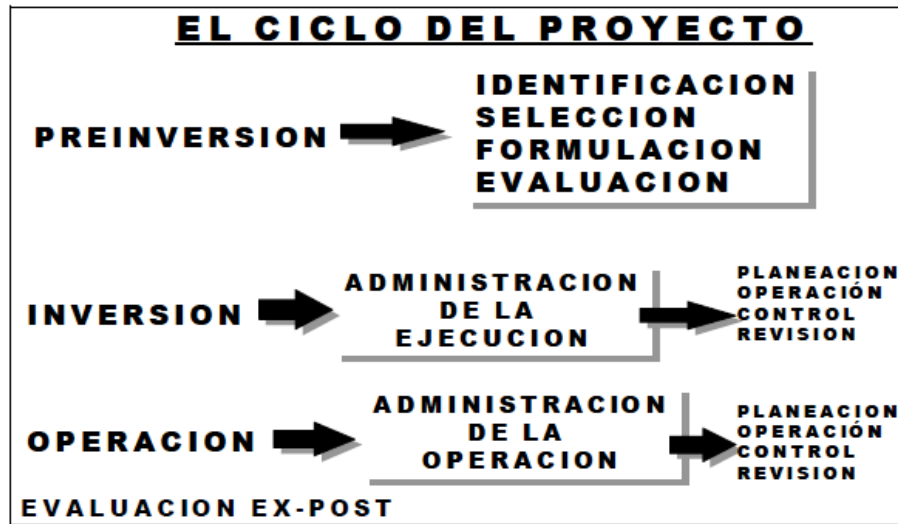 EL CICLO DEL PROYECTO
PREINVERSION
IDENTIFICACION
SELECCION
FORMULACION
EVALUACION
INVERSION
ADMINISTRACION
DE LA
EJECUCION
PLANEACION
OPERACIÓN
CONTROL
REVISION
OPERACION
ADMINISTRACION
DE LA
OPERACION
PLANEACION
OPERACIÓN
CONTROL
REVISION
EVALUACION EX-POST